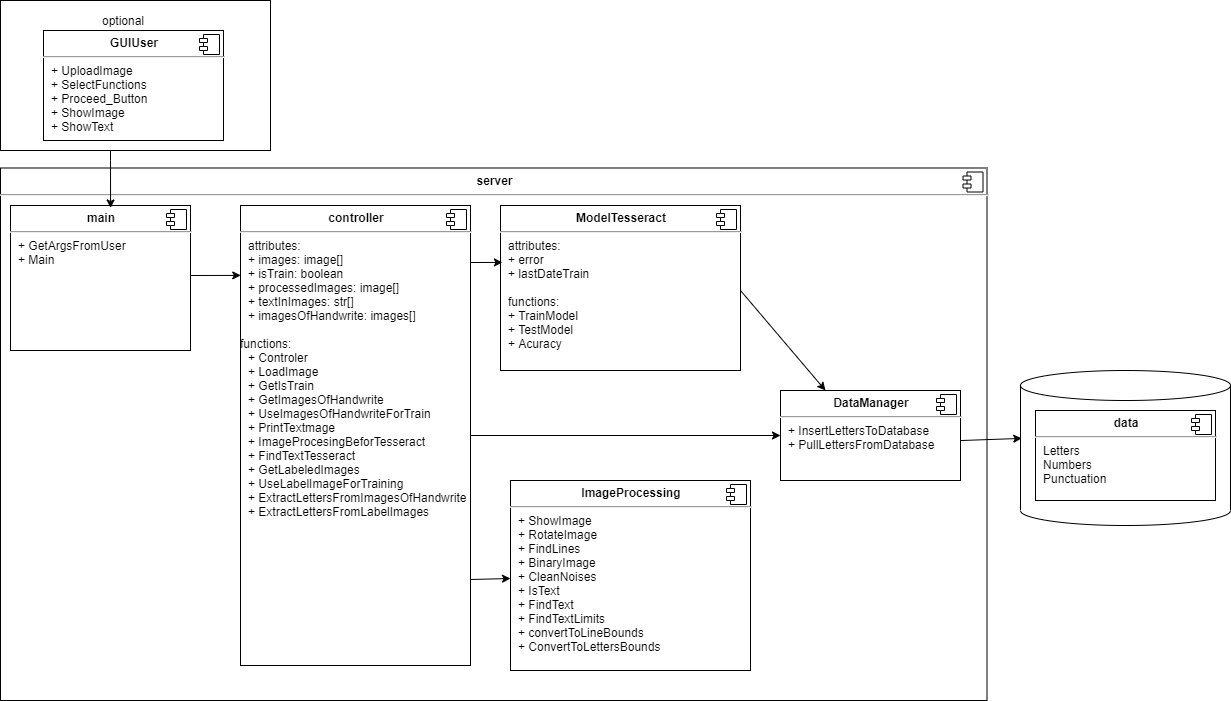 optional
GUIUser
+ UploadImage
+ SelectFunctions
+ Proceed_Button
+ ShowImage
+ ShowText
server
main
+ GetArgsFromUser
+ Main
controller
attributes:
+ images: image[]
+ isTrain: boolean
+ processedImages: image[]
+ textInImages: str[]
+ imagesOfHandwrite: images[]
functions:
+ Controler
+ LoadImage
+ GetIsTrain
+ GetImagesOfHandwrite
+ UseImagesOfHandwriteForTrain
+ PrintTextmage
+ ImageProcesingBeforTesseract
+ FindTextTesseract
+ GetLabeledImages
+ UseLabelImageForTraining
+ ExtractLettersFromImagesOfHandwrite
+ ExtractLettersFromLabelImages
ModelTesseract
attributes:
+ error
+ lastDateTrain
functions:
+ TrainModel
+ TestModel
+ Acuracy
DataManager
+ InsertLettersToDatabase
+ PullLettersFromDatabase
data
Letters
Numbers
Punctuation
ImageProcessing
+ ShowImage
+ RotateImage
+ FindLines
+ BinaryImage
+ CleanNoises
+ IsText
+ FindText
+ FindTextLimits
+ convertToLineBounds
+ ConvertToLettersBounds